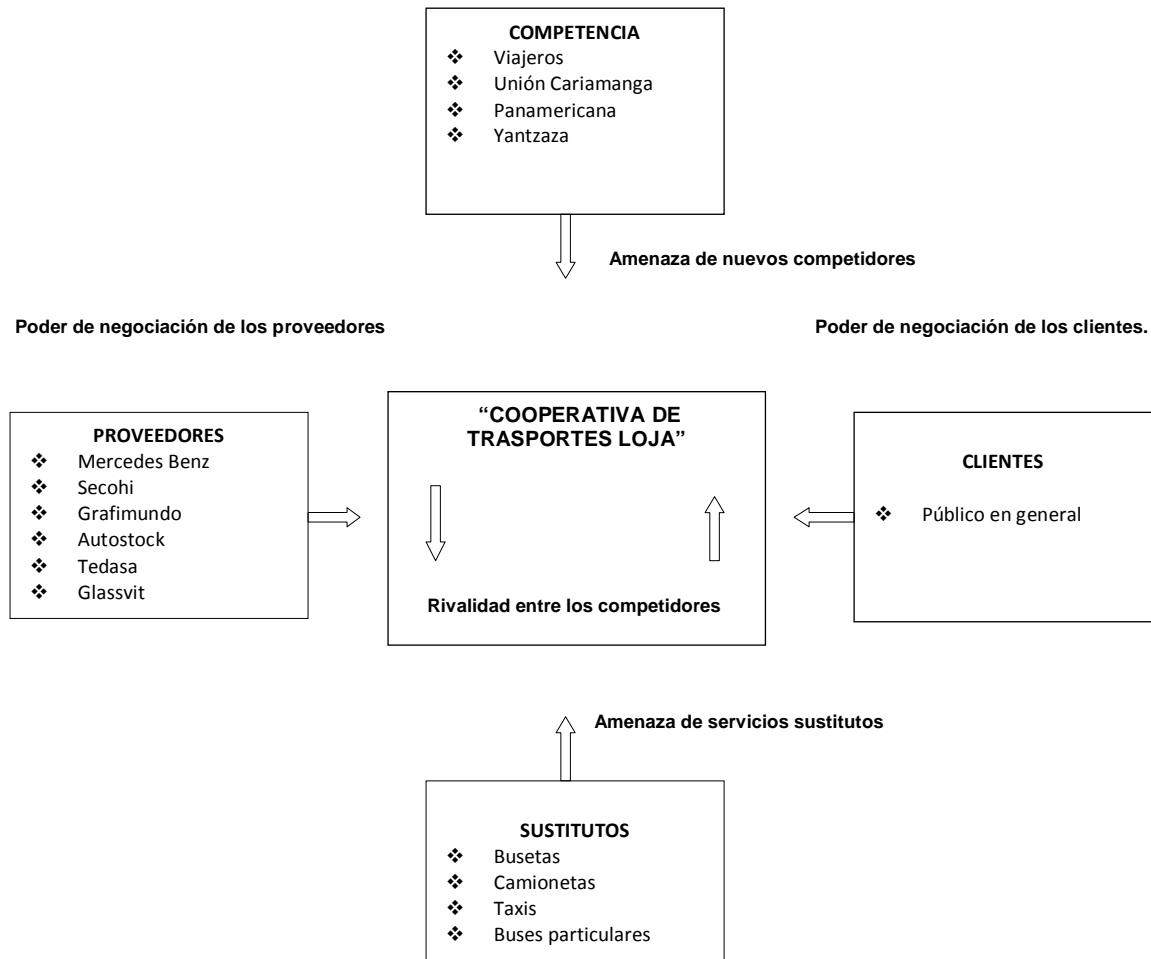 COMPETENCIA
❖ Viajeros
❖ Unión Cariamanga
❖ Panamericana
❖ Yantzaza
Amenaza de nuevos competidores
Poder de negociación de los proveedores
Poder de negociación de los clientes.
PROVEEDORES
❖ Mercedes Benz
❖ Secohi
❖ Grafimundo
❖ Autostock
❖ Tedasa
❖ Glassvit
“COOPERATIVA DE
TRASPORTES LOJA”
Rivalidad entre los competidores
CLIENTES
❖ Público en general
Amenaza de servicios sustitutos
SUSTITUTOS
❖ Busetas
❖ Camionetas
❖ Taxis
❖ Buses particulares